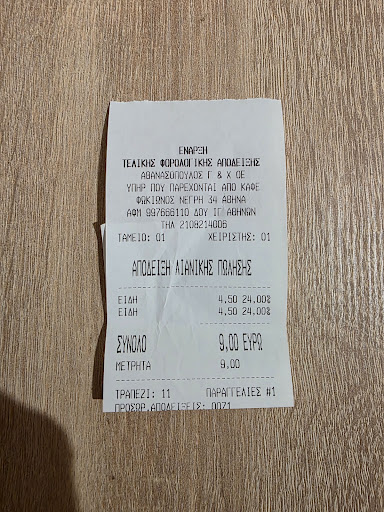 ΕΝΑΡΞΗ
ΤΕΛΙΚΗΣ ΦΟΡΟΛΟΓΙΚΗΣ ΑΠΟΔΕΙΞΗΣ
ΑΘΑΝΑΣΟΠΟΥΛΟΣ Γ & Χ ΟΕ
ΥΠΗΡ ΠΟΥ ΠΑΡΕΧΟΝΤΑΙ ΑΠΟ ΚΑΦΕ
ΦΩΚΙΩΝΟΣ ΝΕΓΡΗ 34 ΑΘΗΝΑ
ΑΦΜ 997666110 ΔΟΥ ΙΓ ΑΘΗΝΩΝ
ΤΗΛ 2108214006
ΤΑΜΕΙΟ: 01 ΧΕΙΡΙΣΤΗΣ: 01
ΑΠΟΔΕΙΞΗ ΛΙΑΝΙΚΗΣ ΠΩΛΗΣΗΣ
ΕΙΔΗ 4,50 24.00%
ΕΙΔΗ 4,50 24.00%
ΣΥΝΟΛΟ 9,00 ΕΥΡΩ
ΜΕΤΡΗΤΑ 9,00
ΤΡΑΠΕΖΙ: 11 ΠΑΡΑΓΓΕΛΙΕΣ #1
ΠΡΟΣΩΡ.ΑΠΟΔΕΙΞΕΙΣ: 0071